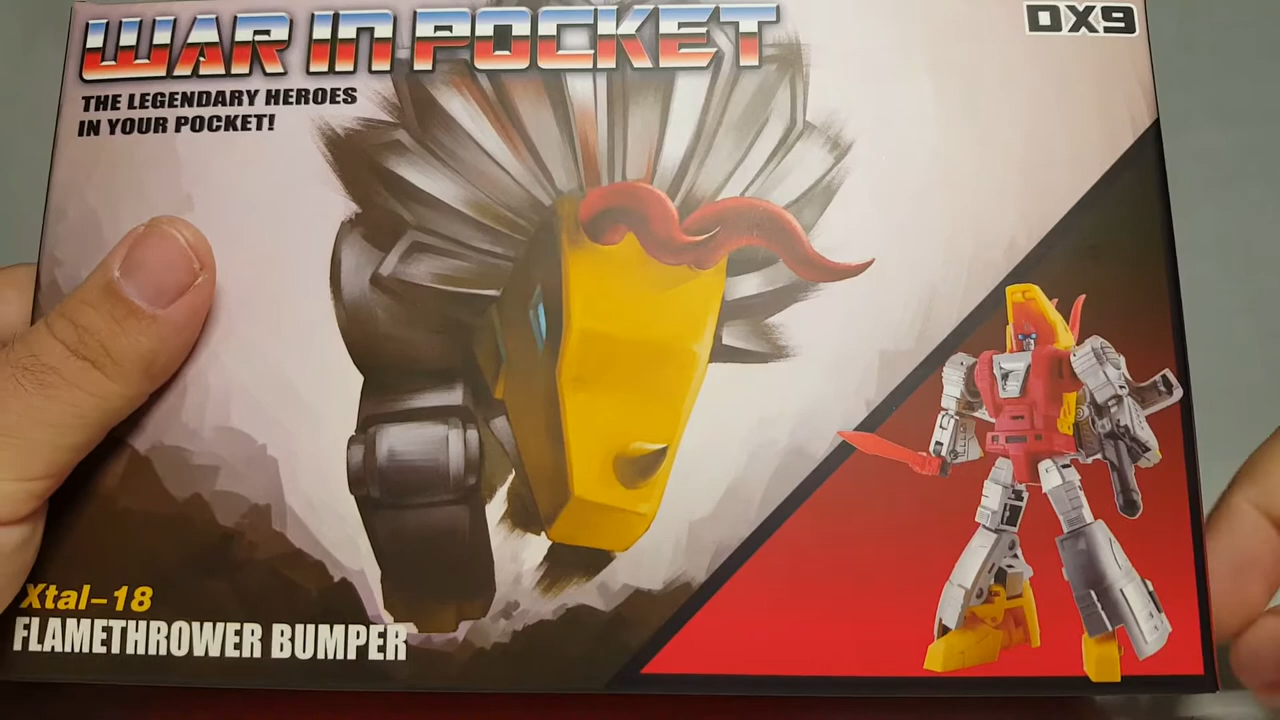 WAR IN POCKET
DX9
THE LEGENDARY HEROES
IN YOUR POCKET!
Xtal-18
FLAMETHROWER BUMPER